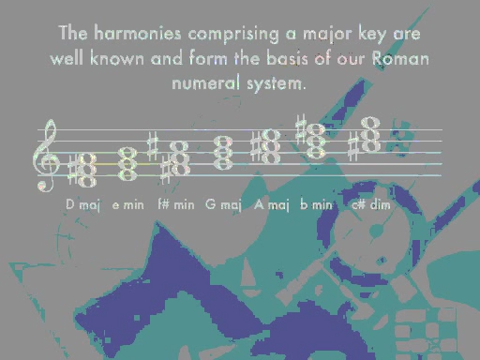 The harmonies comprising a major key are
well known and form the basis of our Roman
numeral system.
D maj e min f# min G maj A maj b min c# dim